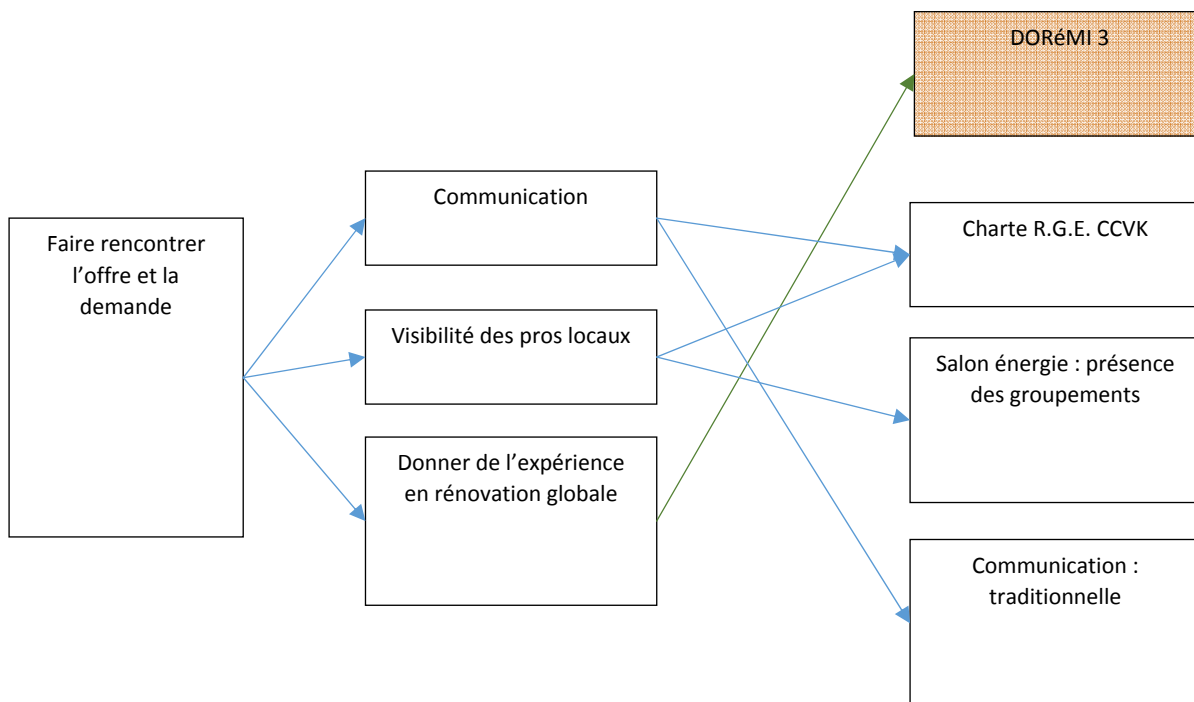 Faire rencontrer
l’offre et la
demande
Communication
Visibilité des pros locaux
Donner de l’expérience
en rénovation globale
DORéMI 3
Charte R.G.E. CCVK
Salon énergie : présence
des groupements
Communication :
traditionnelle